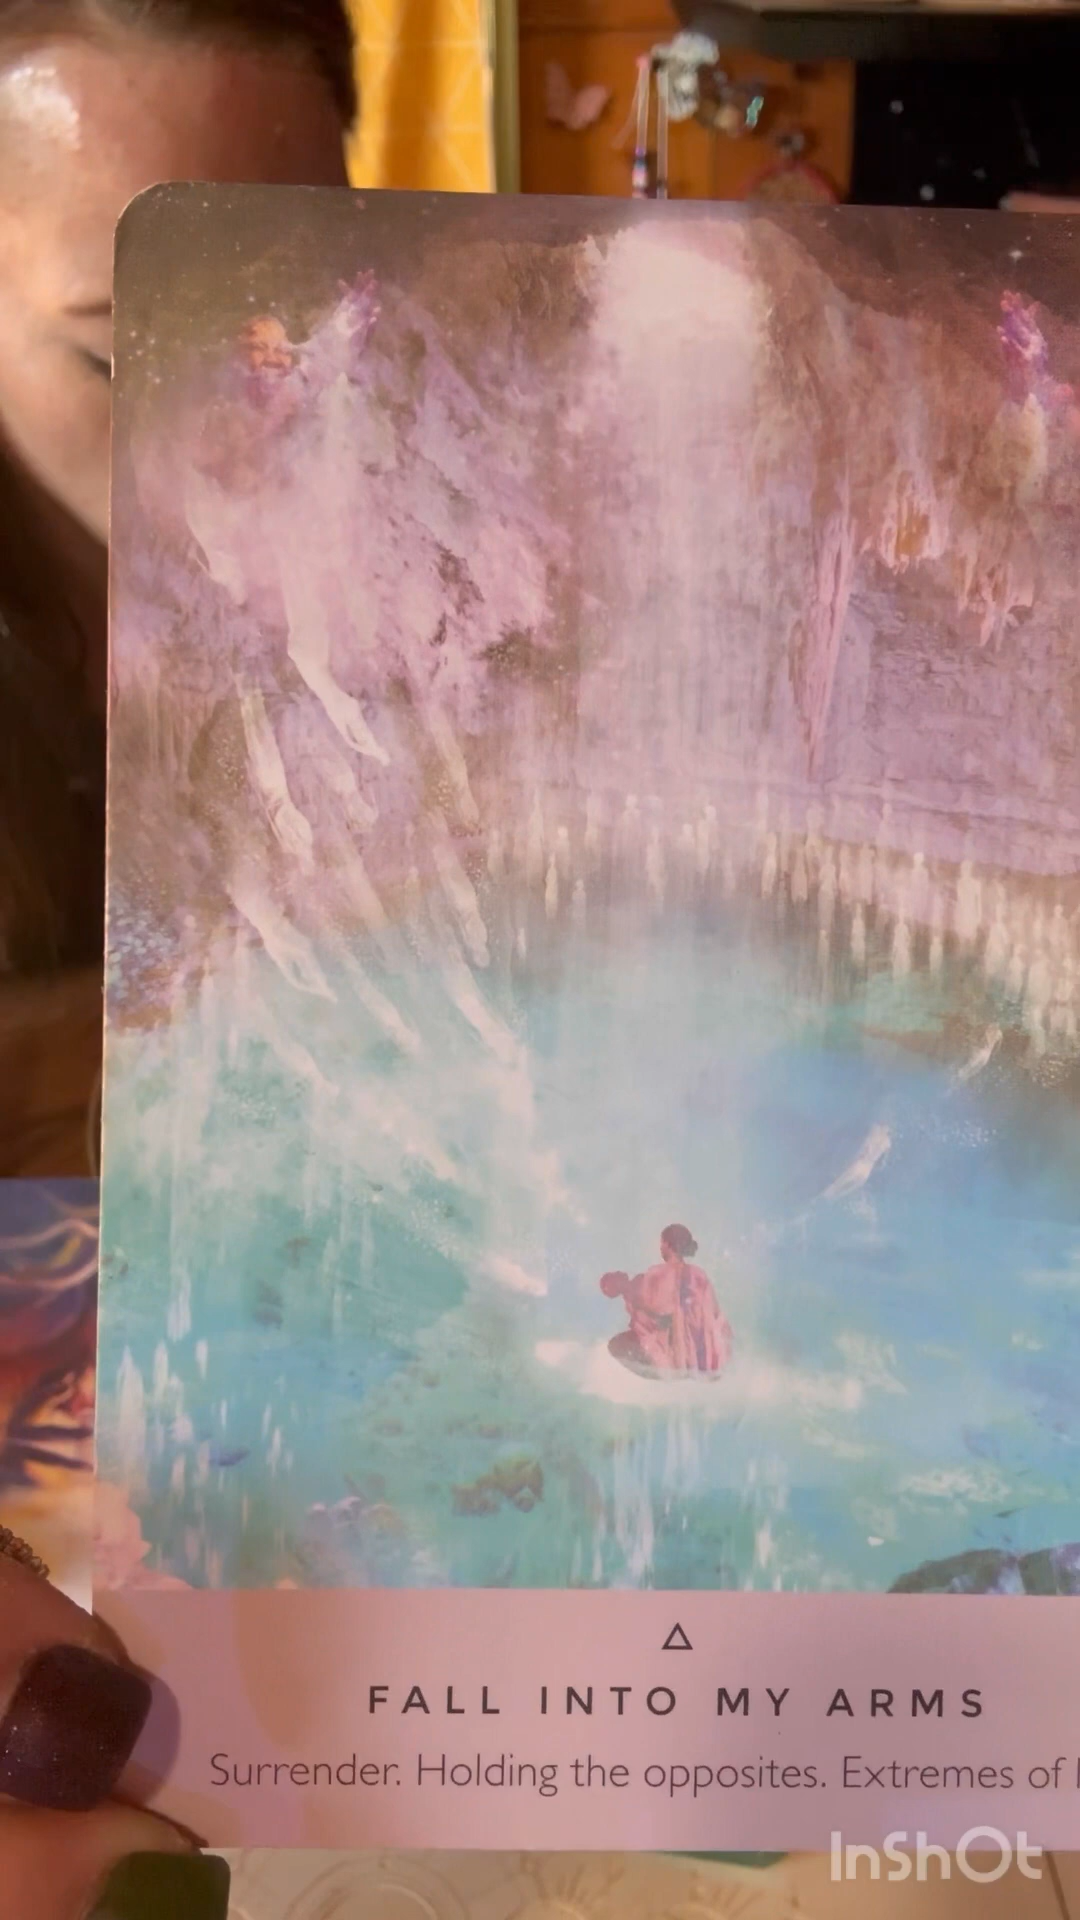 FALL INTO MY ARMS
Surrender. Holding the opposites. Extremes of
InShOt